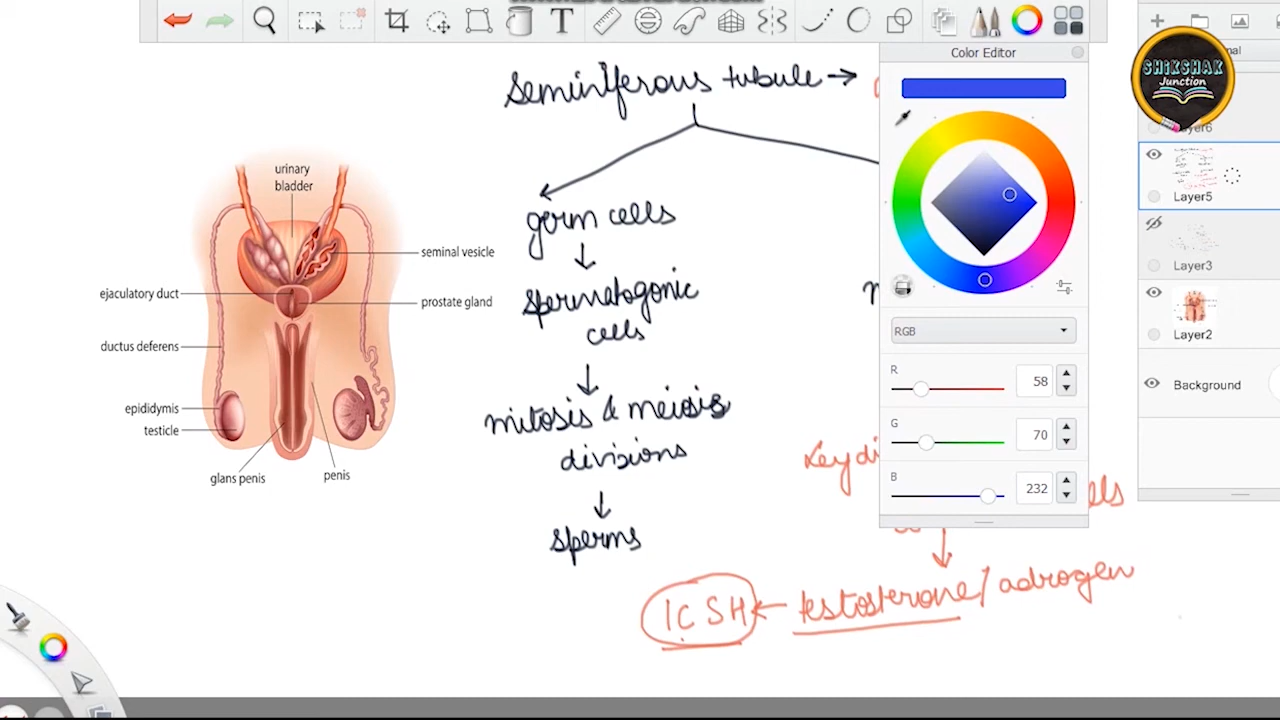 Color Editor
SHIKSHAK
Junction
Layer6
Layer5
Layer3
Layer2
Background
RGB
R 58
G 70
B 232
urinary
bladder
seminal vesicle
ejaculatory duct
prostate gland
ductus deferens
epididymis
testicle
glans penis
penis
Seminiferous tubule →
germ cells
↓
spermatogonic
cells
↓
mitosis & meiosis
divisions
↓
sperms
ICSH ← testosterone / adrogen